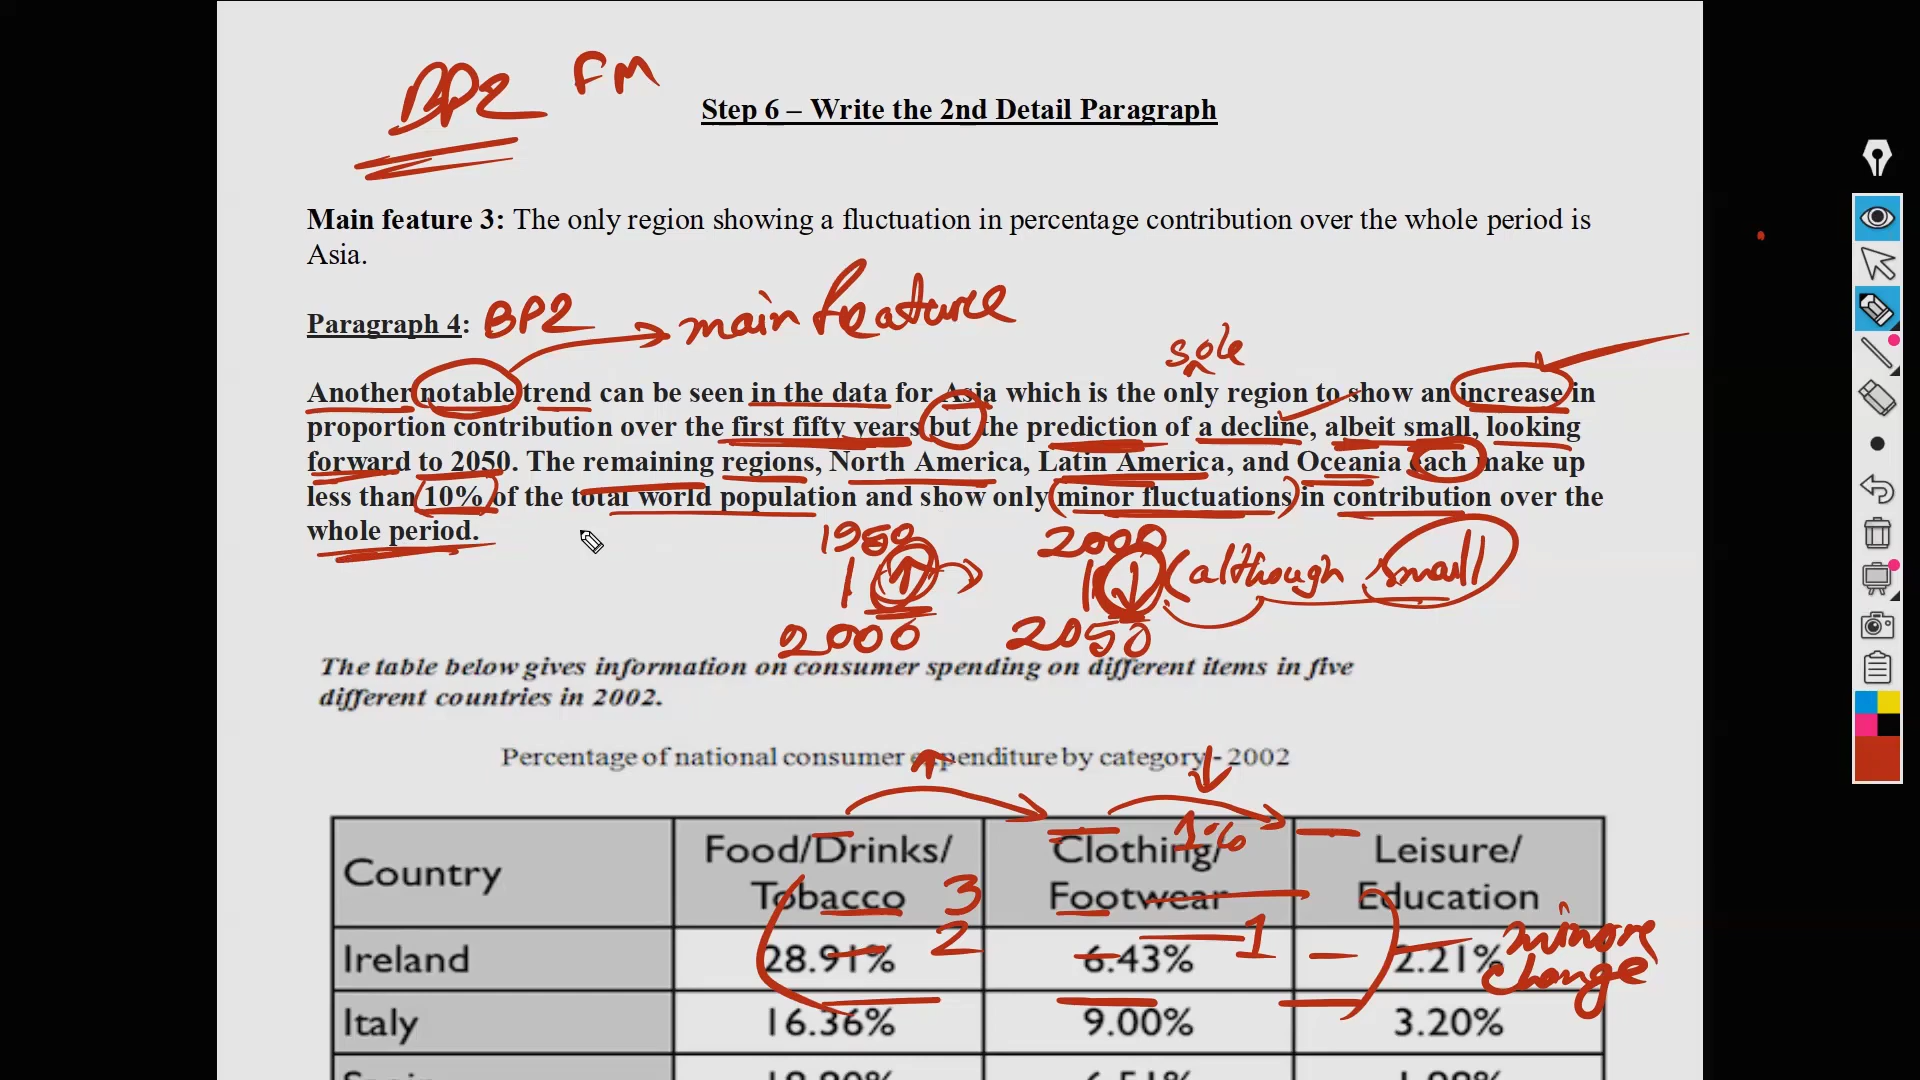 BP2 FM
Step 6 – Write the 2nd Detail Paragraph
Main feature 3: The only region showing a fluctuation in percentage contribution over the whole period is
Asia.
Paragraph 4: BP2 main feature
sole
Another notable trend can be seen in the data for Asia which is the only region to show an increase in
proportion contribution over the first fifty years but the prediction of a decline, albeit small, looking
forward to 2050. The remaining regions, North America, Latin America, and Oceania each make up
less than 10% of the total world population and show only minor fluctuations in contribution over the
whole period.
1950 2000
(although small
2000 2050
The table below gives information on consumer spending on different items in five
different countries in 2002.
Percentage of national consumer expenditure by category - 2002
1%
Country Food/Drinks/ Clothing/ Leisure/
Tobacco 3 Footwear Education
minore
Ireland 28.91% 2 6.43% 1 2.21%
change
Italy 16.36% 9.00% 3.20%